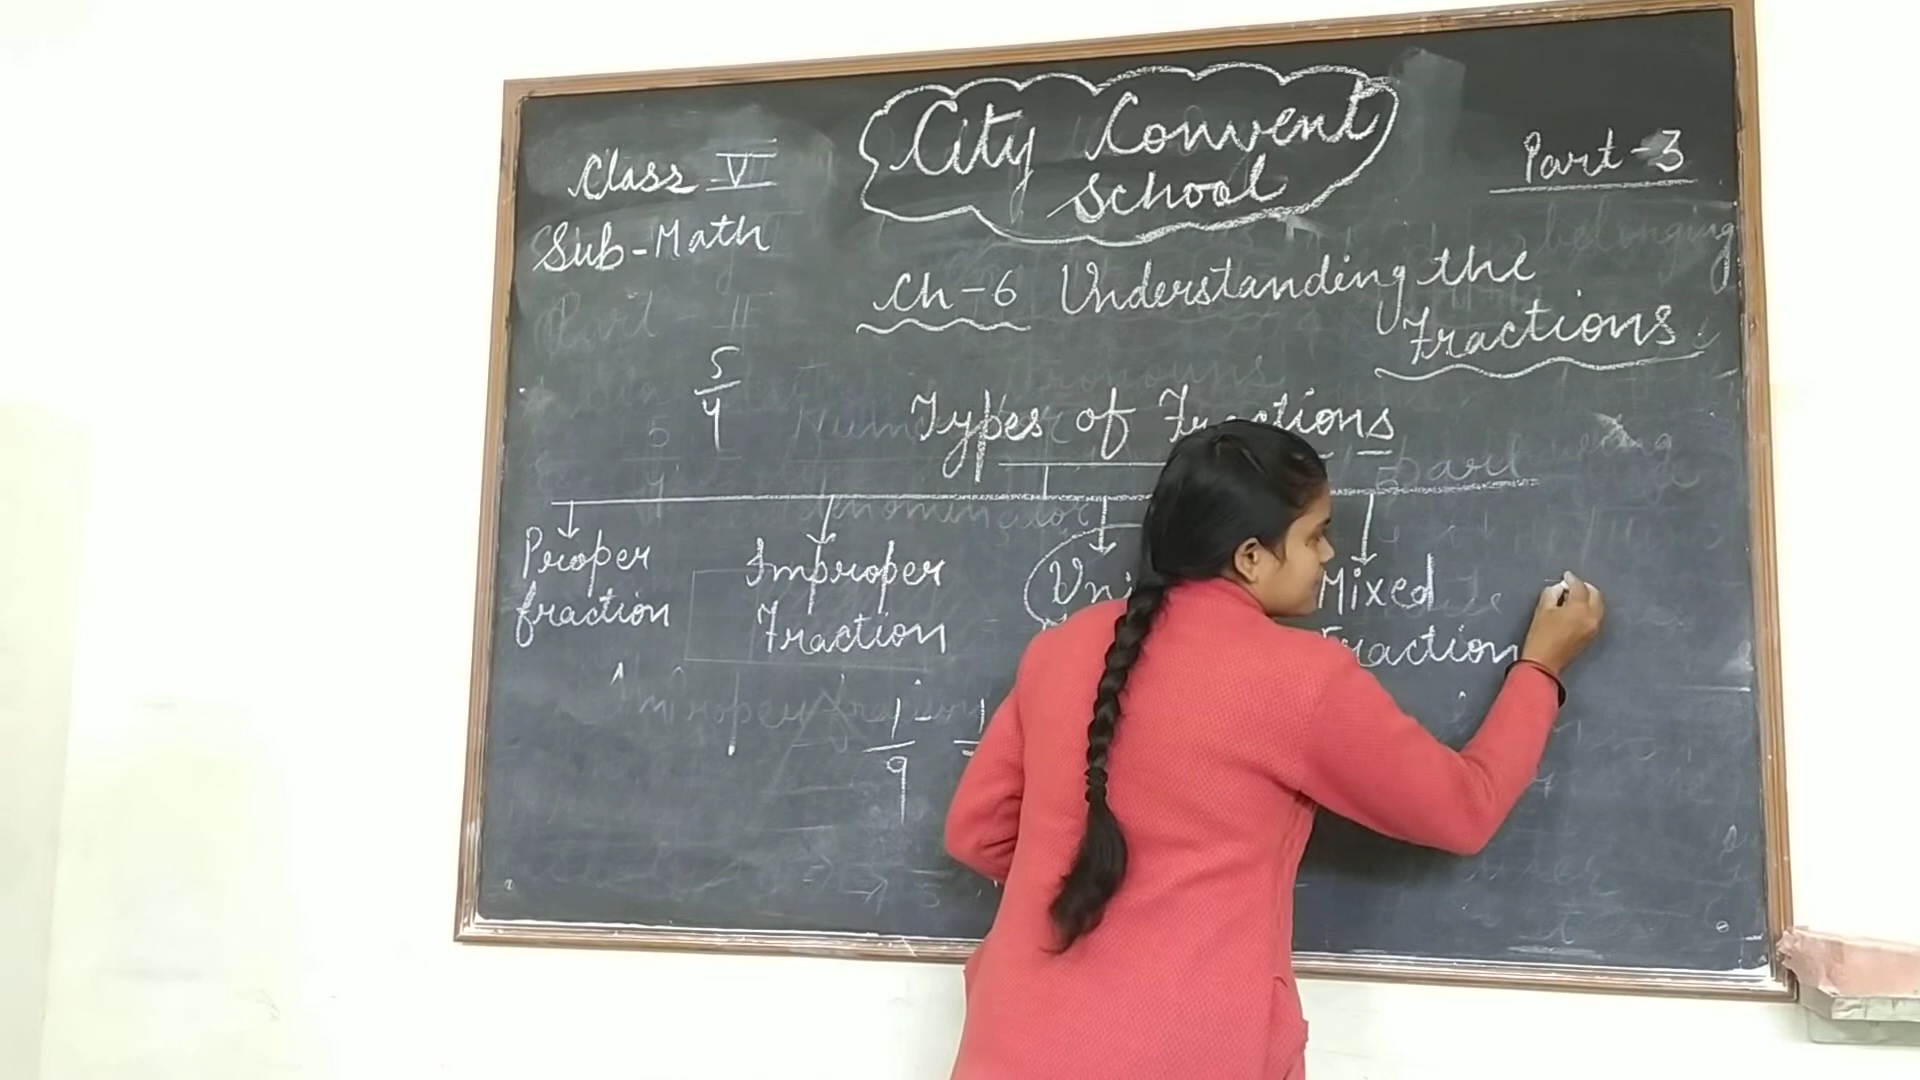 City Convent
School
Class V
Part-3
Sub-Math
Ch-6 Understanding the
Fractions
5
4
Types of Fractions
Proper
fraction
Improper
Fraction
Mixed
Fraction
1
9